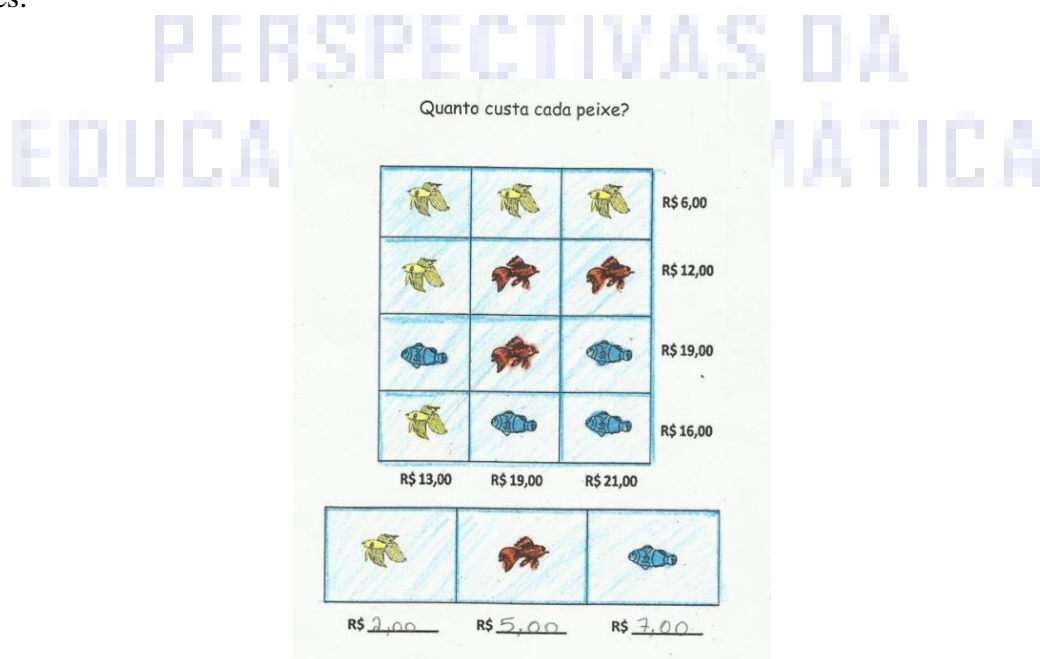 es.
PERSPECTIVAS DA
EDUCA MÁTICA
Quanto custa cada peixe?
R$ 6,00
R$ 12,00
R$ 19,00
R$ 16,00
R$ 13,00 R$ 19,00 R$ 21,00
R$ 2,00 R$ 5,00 R$ 7,00